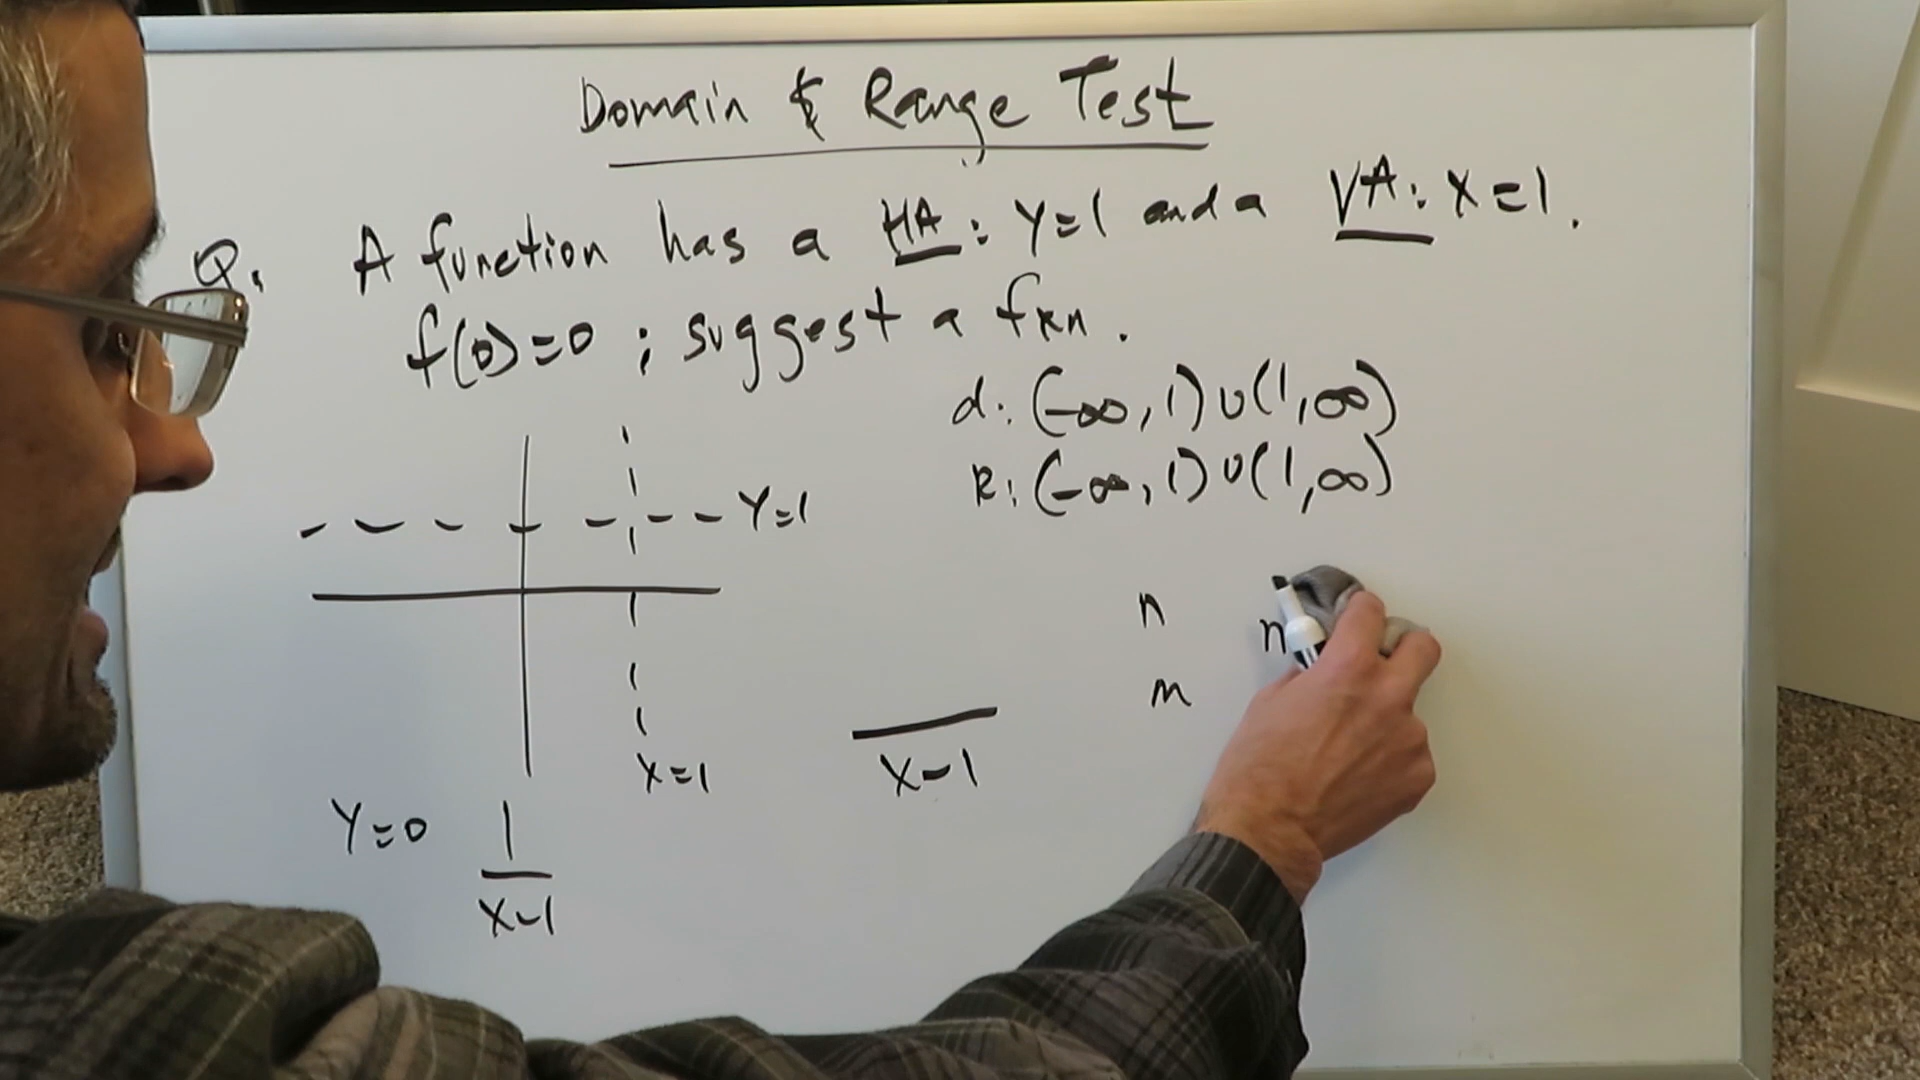 Domain & Range Test
Q. A function has a HA: y=1 and a VA: x=1.
f(0)=0 ; suggest a fxn.
d: (-∞, 1) ∪ (1, ∞)
R: (-∞, 1) ∪ (1, ∞)
y=1
n
n
m
x=1
x-1
y=0
1
x-1